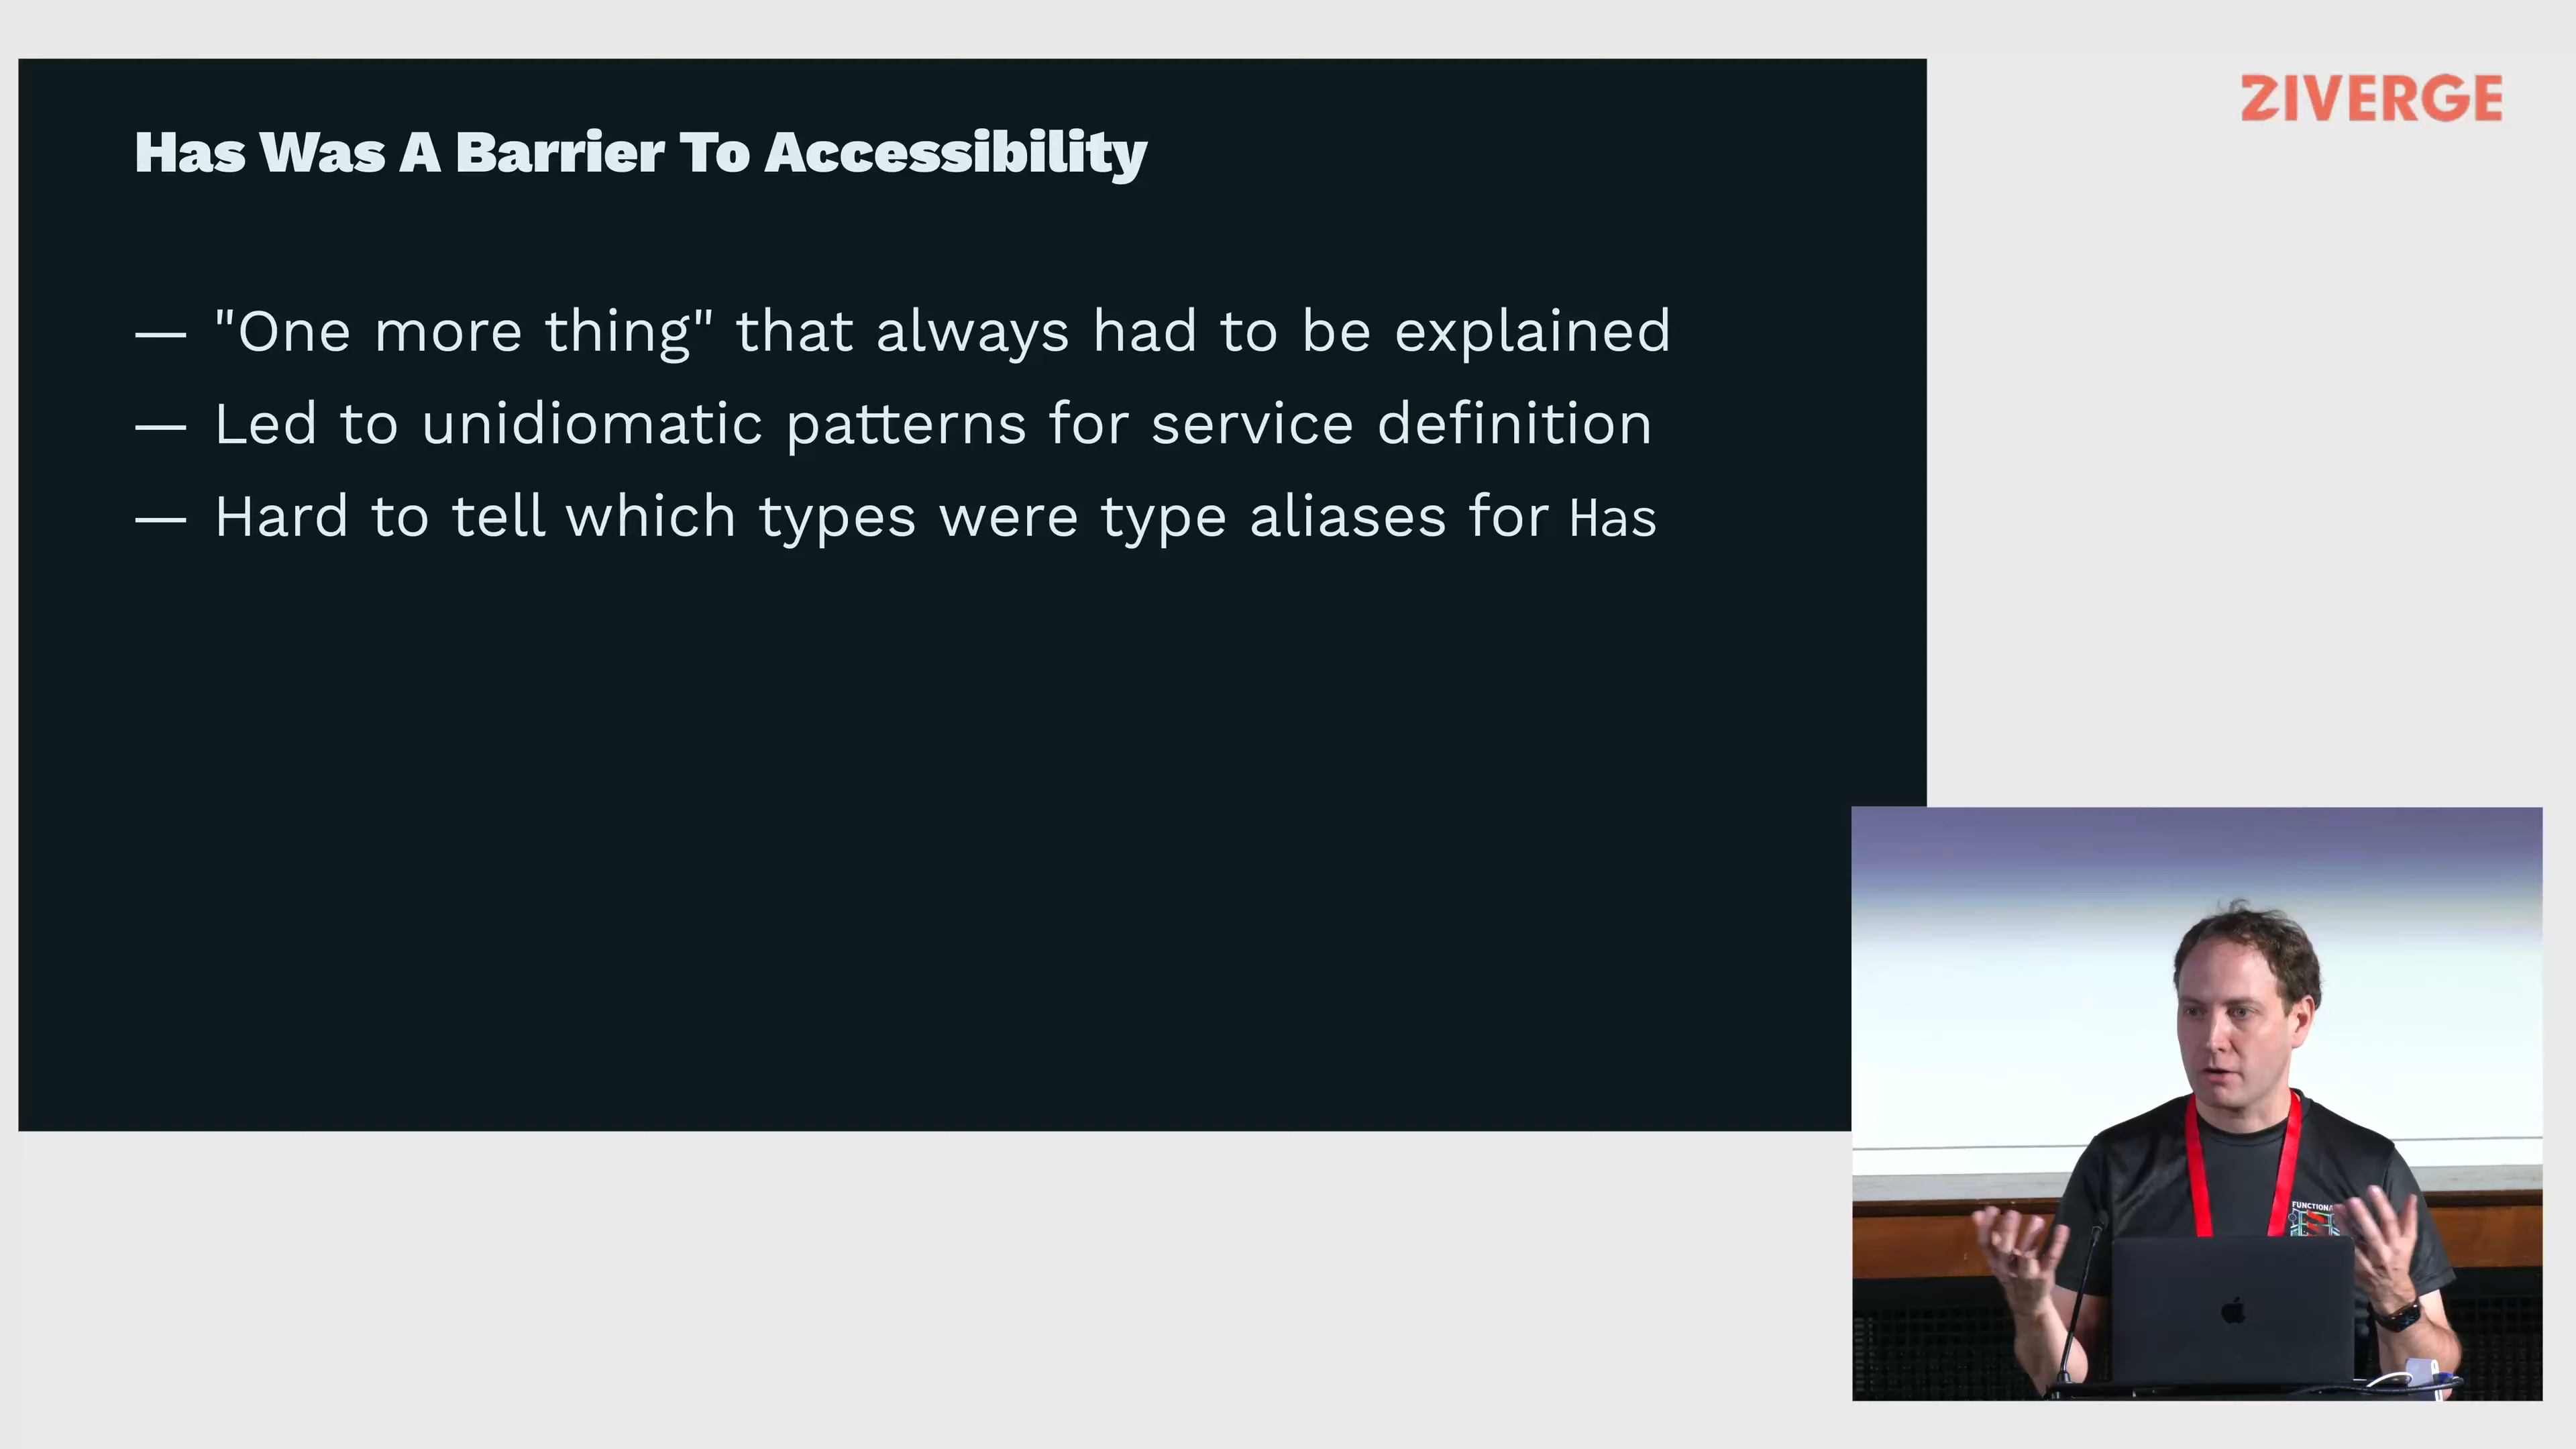 Has Was A Barrier To Accessibility
— "One more thing" that always had to be explained
— Led to unidiomatic patterns for service definition
— Hard to tell which types were type aliases for Has
ZIVERGE